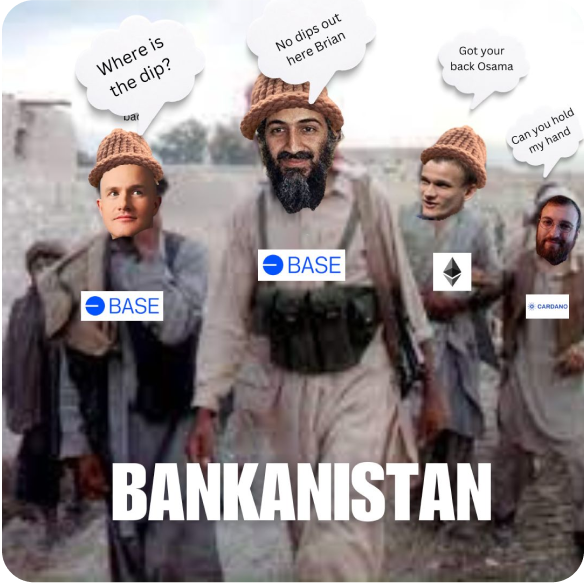 Where is
the dip?
No dips out
here Brian
Got your
back Osama
Can you hold
my hand
BASE
BASE
CARDANO
BANKANISTAN